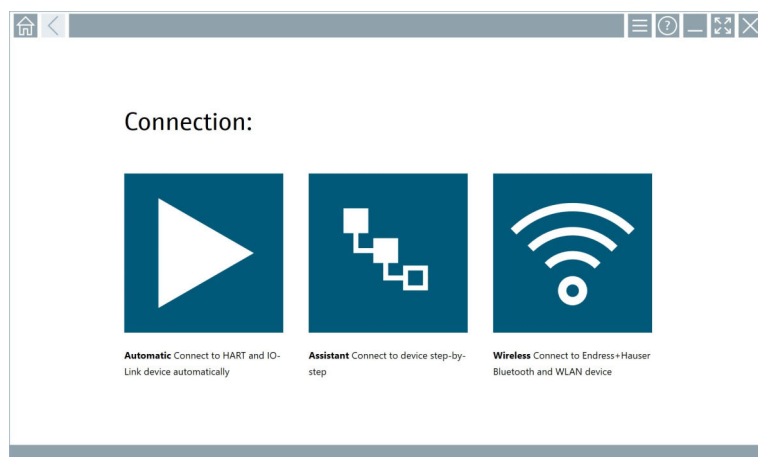 Connection:
Automatic Connect to HART and IO-
Link device automatically
Assistant Connect to device step-by-
step
Wireless Connect to Endress+Hauser
Bluetooth and WLAN device